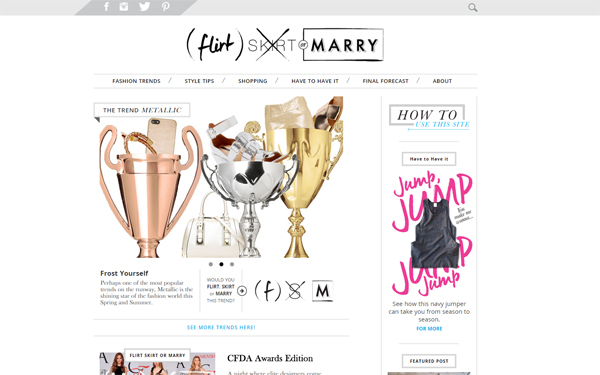 (flirt) SKIRT or MARRY
FASHION TRENDS / STYLE TIPS / SHOPPING / HAVE TO HAVE IT / FINAL FORECAST / ABOUT
THE TREND METALLIC
HOW TO
USE THIS SITE
Have to Have it
Jump,
JUMP
You make
me wanna...
JUMP
Jump
See how this navy jumper
can take you from season to
season.
FOR MORE
FEATURED POST
Frost Yourself
Perhaps one of the most popular
trends on the runway, Metallic is the
shining star of the fashion world this
Spring and Summer.
WOULD YOU
FLIRT, SKIRT
or MARRY
THIS TREND?
(f) S M
SEE MORE TRENDS HERE!
FLIRT SKIRT OR MARRY
CFDA Awards Edition
A night where elite designers come